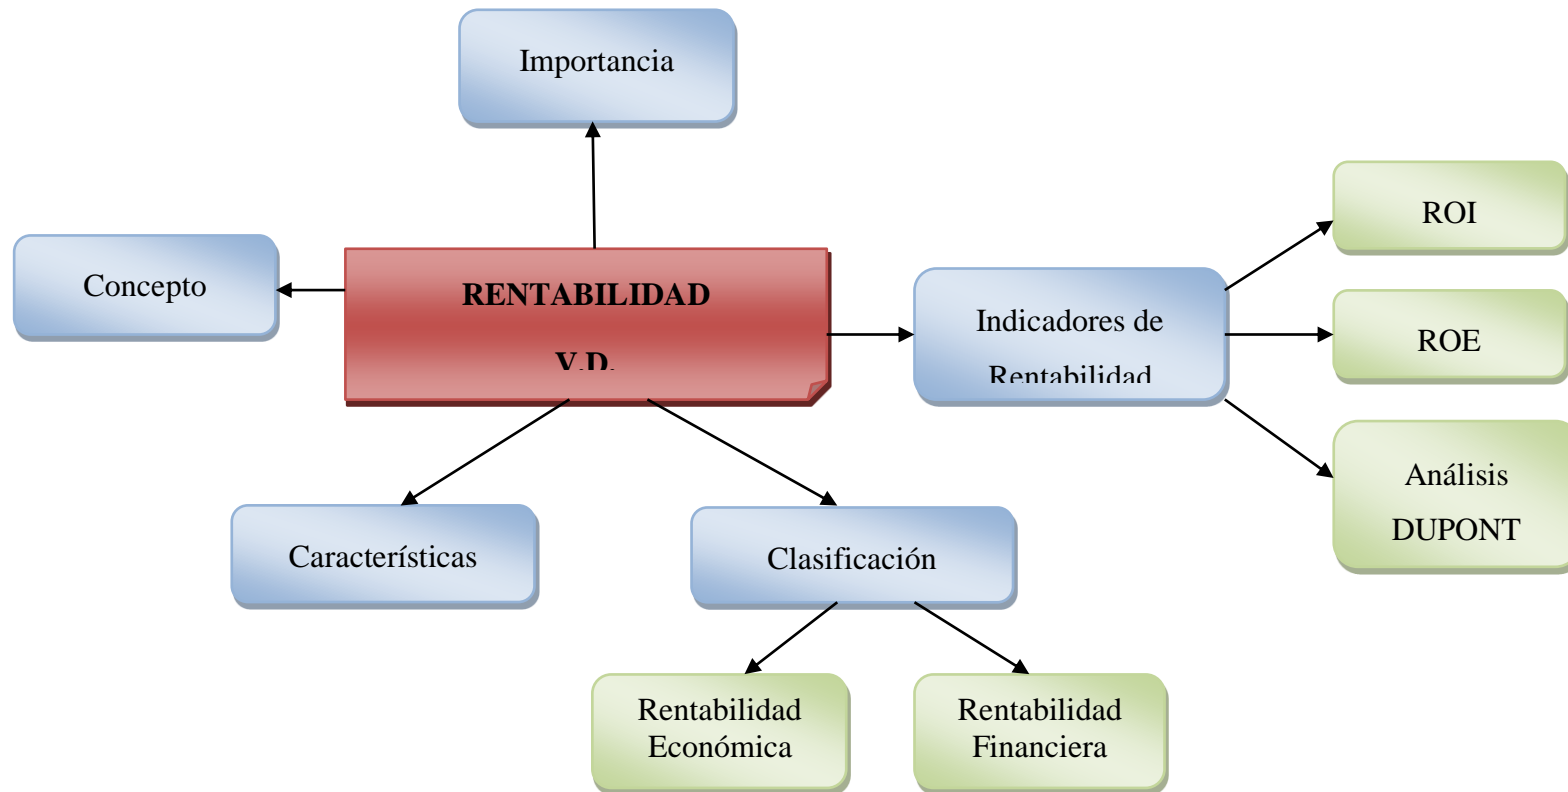 Importancia
Concepto
RENTABILIDAD
V.D.
Indicadores de
Rentabilidad
ROI
ROE
Análisis
DUPONT
Características
Clasificación
Rentabilidad
Económica
Rentabilidad
Financiera